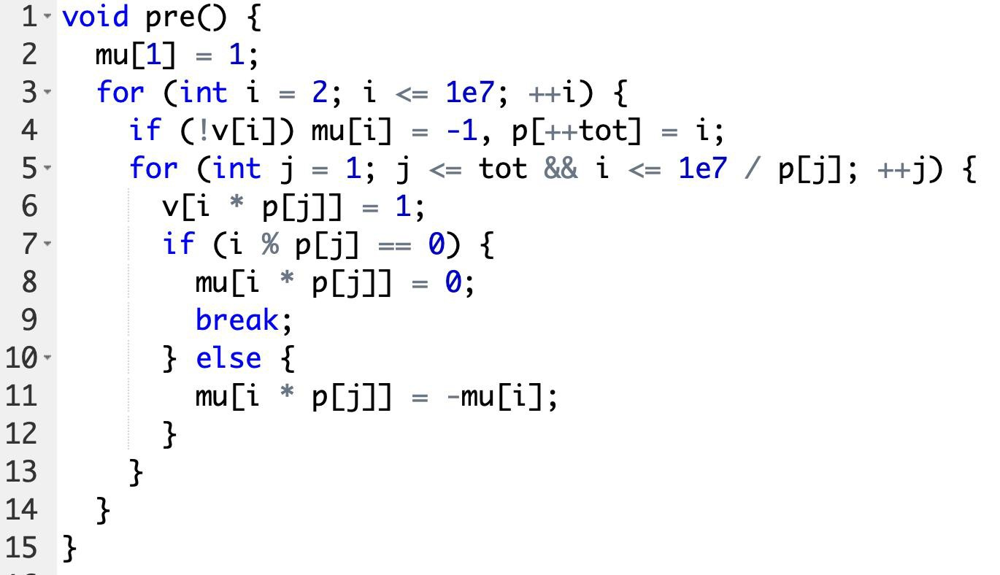 1 void pre() {
2   mu[1] = 1;
3   for (int i = 2; i <= 1e7; ++i) {
4     if (!v[i]) mu[i] = -1, p[++tot] = i;
5     for (int j = 1; j <= tot && i <= 1e7 / p[j]; ++j) {
6       v[i * p[j]] = 1;
7       if (i % p[j] == 0) {
8         mu[i * p[j]] = 0;
9         break;
10       } else {
11         mu[i * p[j]] = -mu[i];
12       }
13     }
14   }
15 }